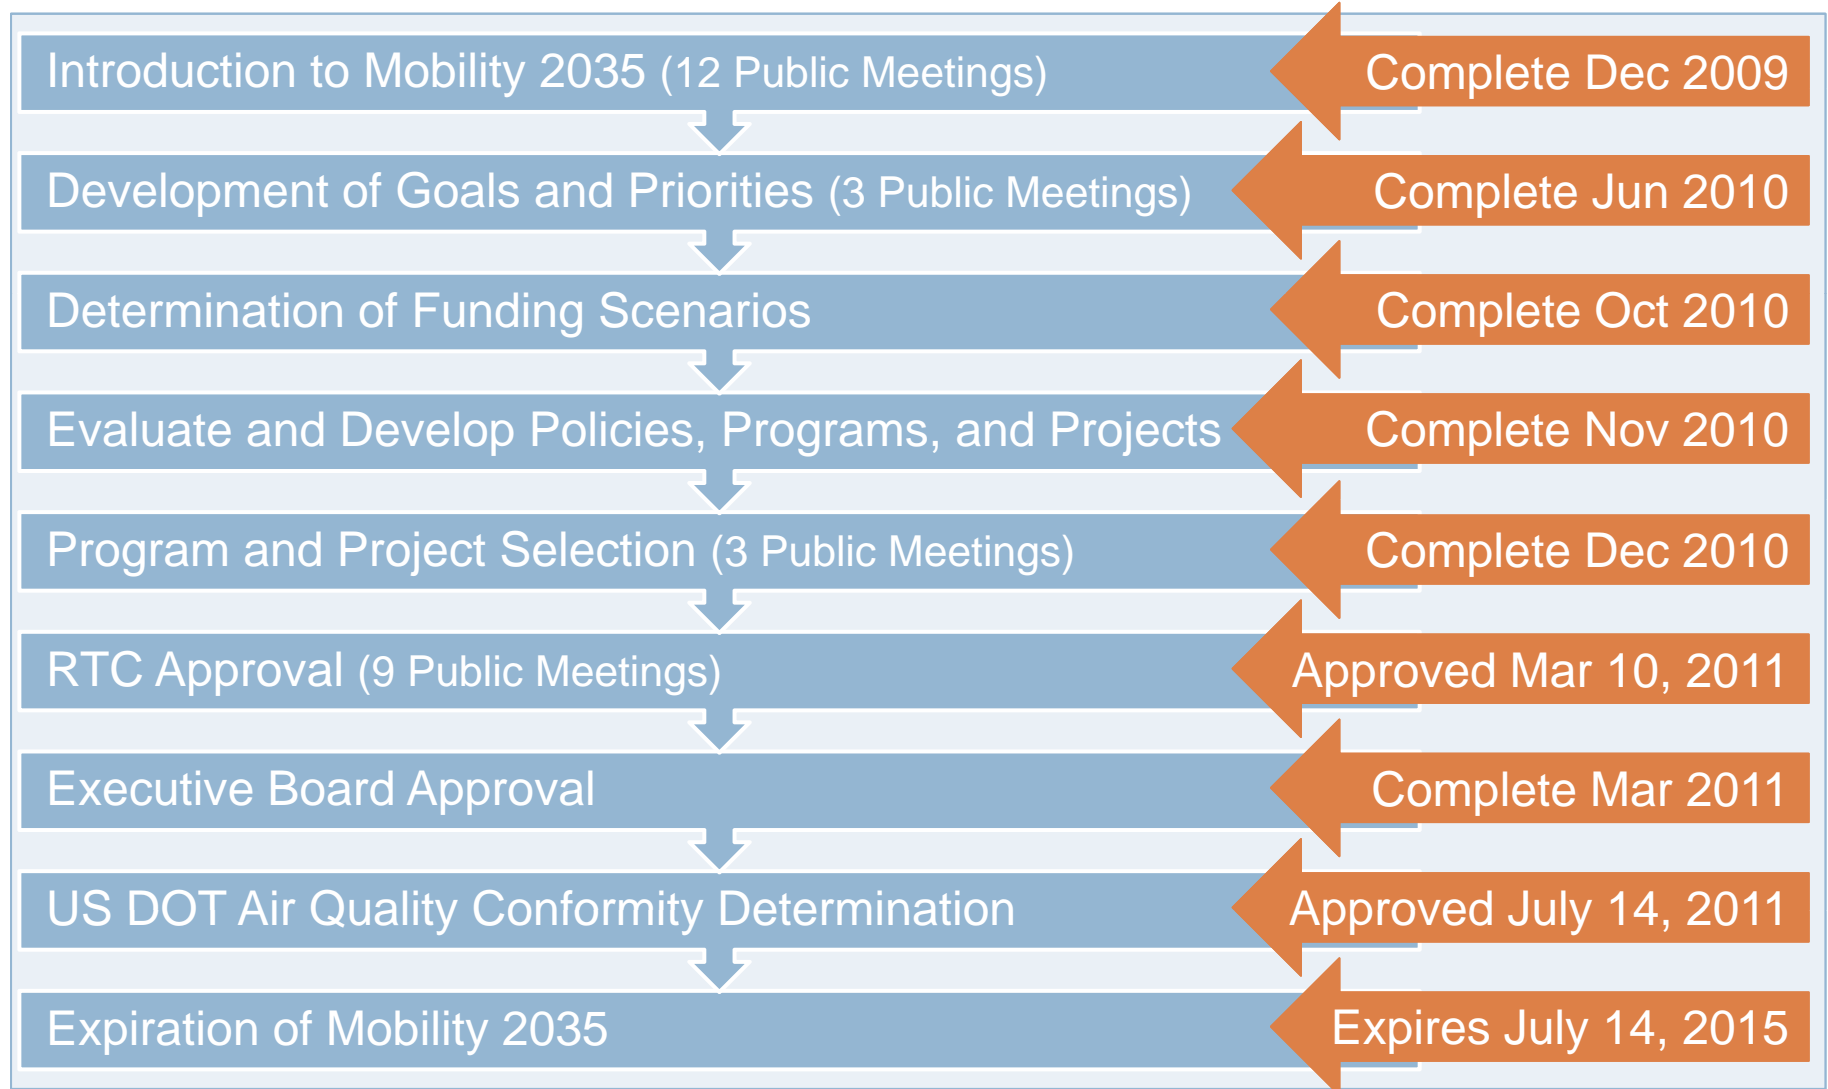 Introduction to Mobility 2035 (12 Public Meetings) Complete Dec 2009
Development of Goals and Priorities (3 Public Meetings) Complete Jun 2010
Determination of Funding Scenarios Complete Oct 2010
Evaluate and Develop Policies, Programs, and Projects Complete Nov 2010
Program and Project Selection (3 Public Meetings) Complete Dec 2010
RTC Approval (9 Public Meetings) Approved Mar 10, 2011
Executive Board Approval Complete Mar 2011
US DOT Air Quality Conformity Determination Approved July 14, 2011
Expiration of Mobility 2035 Expires July 14, 2015